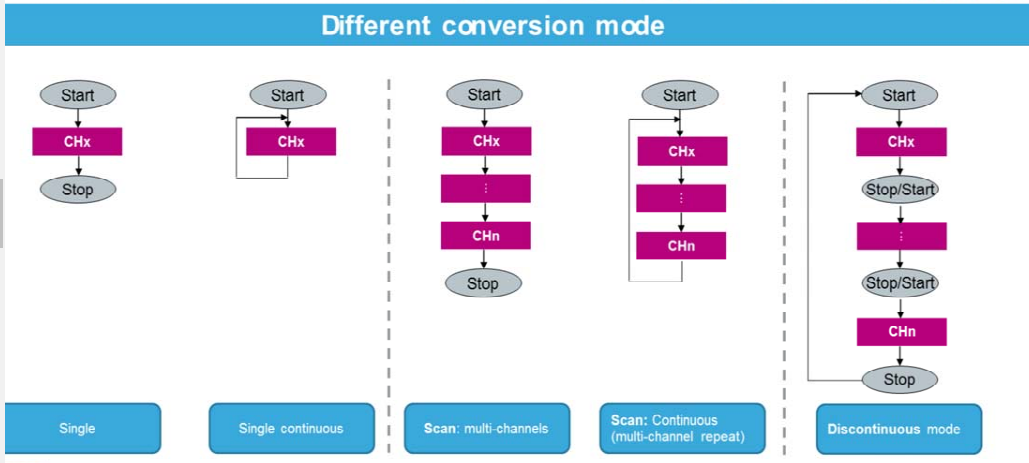 Different conversion mode
Start
CHx
Stop
Start
CHx
Start
CHx
⋮
CHn
Stop
Start
CHx
⋮
CHn
Start
CHx
Stop/Start
⋮
Stop/Start
CHn
Stop
Single
Single continuous
Scan: multi-channels
Scan: Continuous
(multi-channel repeat)
Discontinuous mode